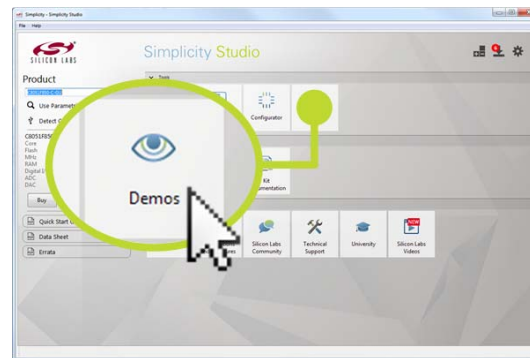 Simplicity - Simplicity Studio
File Help
SILICON LABS
Simplicity Studio
Product
Tools
Use Paramet
Detect C
C8051F85
Core
Flash
MHz
RAM
Digital I
ADC
DAC
Buy
Quick Start
Data Sheet
Errata
Demos
Configurator
Kit
Documentation
Silicon Labs
Community
Technical
Support
University
NEW
Silicon Labs
Videos